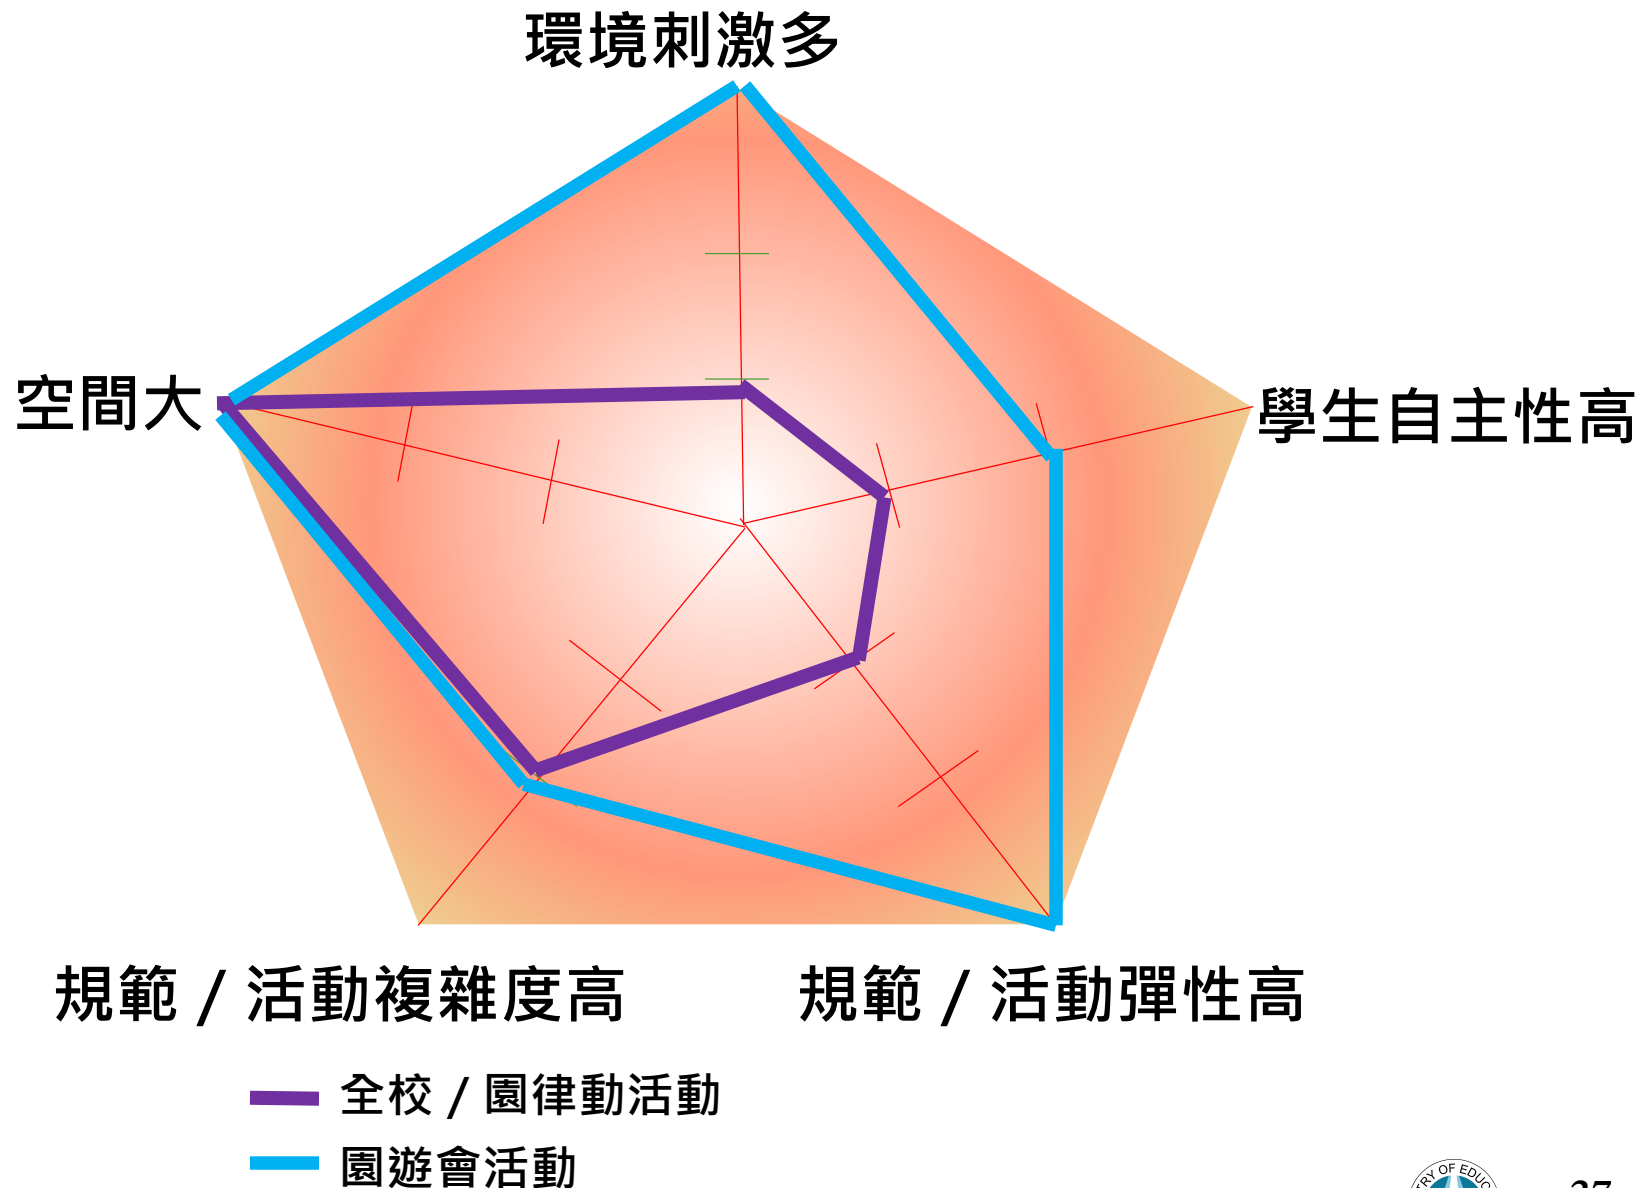 環境刺激多
空間大
學生自主性高
規範/活動複雜度高
規範/活動彈性高
全校/園律動活動
園遊會活動